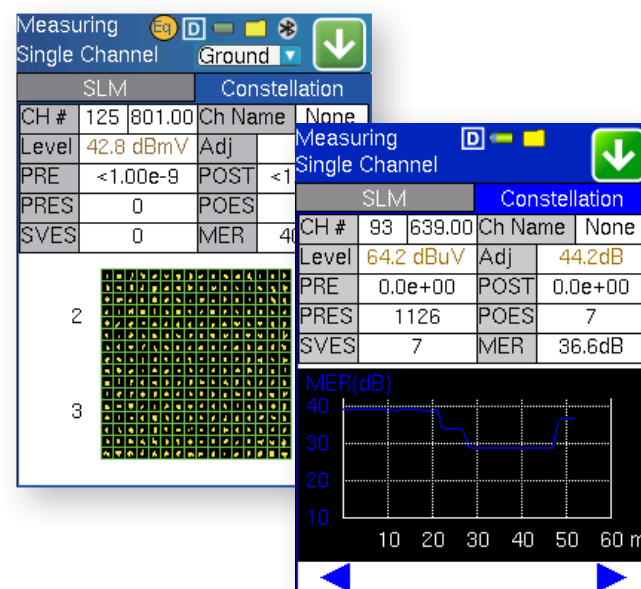 Measuring Eq D
Single Channel Ground
SLM Constellation
CH # 125 801.00 Ch Name None
Level 42.8 dBmV Adj
PRE <1.00e-9 POST <1
PRES 0 POES
SVES 0 MER 40
2
3
Measuring D
Single Channel
SLM Constellation
CH # 93 639.00 Ch Name None
Level 64.2 dBuV Adj 44.2dB
PRE 0.0e+00 POST 0.0e+00
PRES 1126 POES 7
SVES 7 MER 36.6dB
MER(dB)
40
30
20
10
10 20 30 40 50 60 m